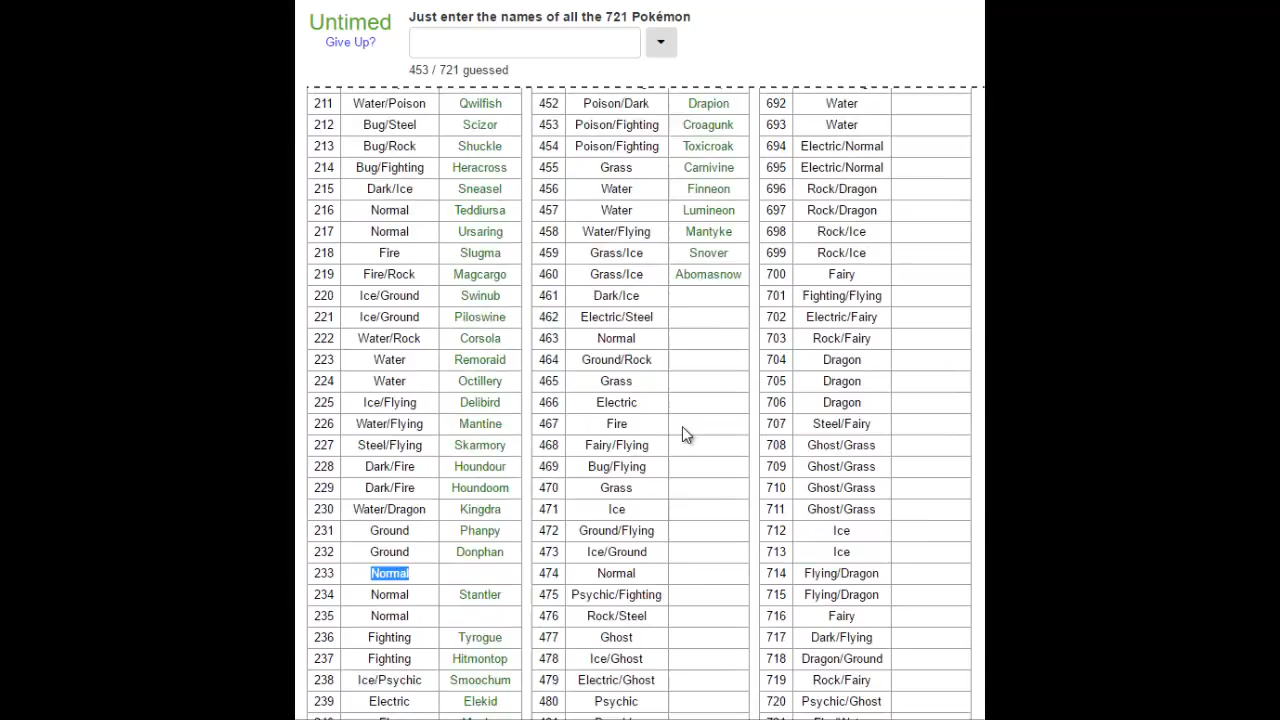 Untimed
Give Up?
Just enter the names of all the 721 Pokémon
453 / 721 guessed
211 Water/Poison Qwilfish 452 Poison/Dark Drapion 692 Water
212 Bug/Steel Scizor 453 Poison/Fighting Croagunk 693 Water
213 Bug/Rock Shuckle 454 Poison/Fighting Toxicroak 694 Electric/Normal
214 Bug/Fighting Heracross 455 Grass Carnivine 695 Electric/Normal
215 Dark/Ice Sneasel 456 Water Finneon 696 Rock/Dragon
216 Normal Teddiursa 457 Water Lumineon 697 Rock/Dragon
217 Normal Ursaring 458 Water/Flying Mantyke 698 Rock/Ice
218 Fire Slugma 459 Grass/Ice Snover 699 Rock/Ice
219 Fire/Rock Magcargo 460 Grass/Ice Abomasnow 700 Fairy
220 Ice/Ground Swinub 461 Dark/Ice 701 Fighting/Flying
221 Ice/Ground Piloswine 462 Electric/Steel 702 Electric/Fairy
222 Water/Rock Corsola 463 Normal 703 Rock/Fairy
223 Water Remoraid 464 Ground/Rock 704 Dragon
224 Water Octillery 465 Grass 705 Dragon
225 Ice/Flying Delibird 466 Electric 706 Dragon
226 Water/Flying Mantine 467 Fire 707 Steel/Fairy
227 Steel/Flying Skarmory 468 Fairy/Flying 708 Ghost/Grass
228 Dark/Fire Houndour 469 Bug/Flying 709 Ghost/Grass
229 Dark/Fire Houndoom 470 Grass 710 Ghost/Grass
230 Water/Dragon Kingdra 471 Ice 711 Ghost/Grass
231 Ground Phanpy 472 Ground/Flying 712 Ice
232 Ground Donphan 473 Ice/Ground 713 Ice
233 Normal 474 Normal 714 Flying/Dragon
234 Normal Stantler 475 Psychic/Fighting 715 Flying/Dragon
235 Normal 476 Rock/Steel 716 Fairy
236 Fighting Tyrogue 477 Ghost 717 Dark/Flying
237 Fighting Hitmontop 478 Ice/Ghost 718 Dragon/Ground
238 Ice/Psychic Smoochum 479 Electric/Ghost 719 Rock/Fairy
239 Electric Elekid 480 Psychic 720 Psychic/Ghost